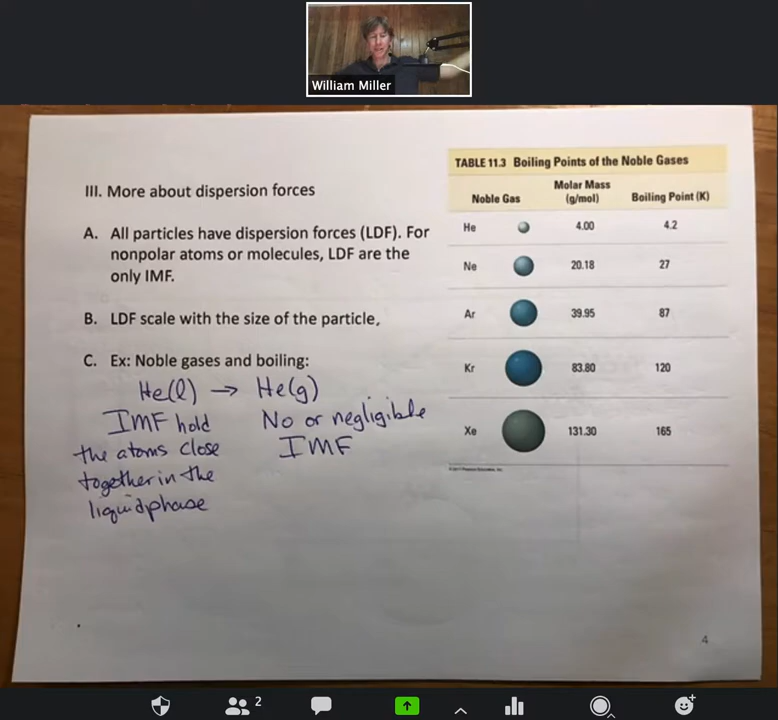 William Miller
III. More about dispersion forces
A. All particles have dispersion forces (LDF). For
nonpolar atoms or molecules, LDF are the
only IMF.
B. LDF scale with the size of the particle.
C. Ex: Noble gases and boiling:
He(l) → He(g)
IMF hold
the atoms close
together in the
liquid phase
No or negligible
IMF
TABLE 11.3 Boiling Points of the Noble Gases
Noble Gas Molar Mass (g/mol) Boiling Point (K)
He 4.00 4.2
Ne 20.18 27
Ar 39.95 87
Kr 83.80 120
Xe 131.30 165
4
2